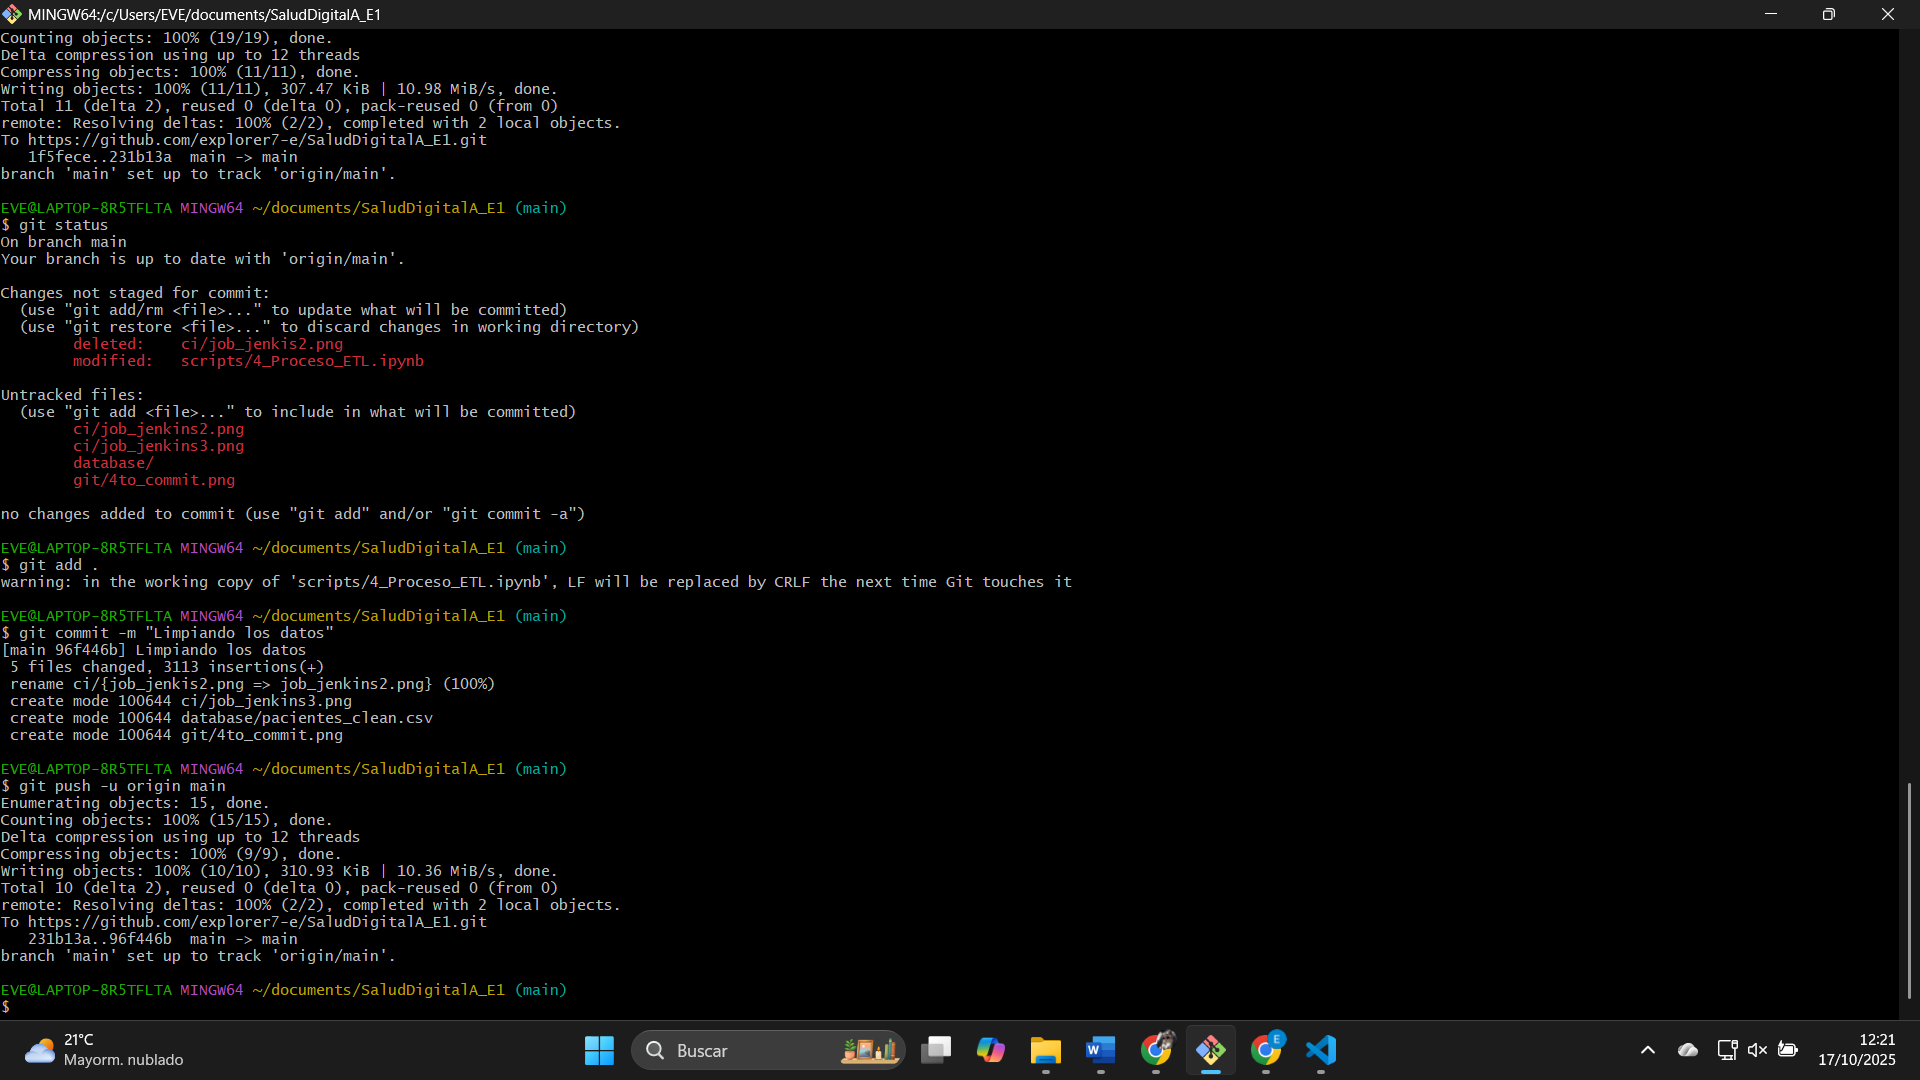 MINGW64:/c/Users/EVE/documents/SaludDigitalA_E1
Counting objects: 100% (19/19), done.
Delta compression using up to 12 threads
Compressing objects: 100% (11/11), done.
Writing objects: 100% (11/11), 307.47 KiB | 10.98 MiB/s, done.
Total 11 (delta 2), reused 0 (delta 0), pack-reused 0 (from 0)
remote: Resolving deltas: 100% (2/2), completed with 2 local objects.
To https://github.com/explorer7-e/SaludDigitalA_E1.git
   1f5fece..231b13a  main -> main
branch 'main' set up to track 'origin/main'.
EVE@LAPTOP-8R5TFLTA MINGW64 ~/documents/SaludDigitalA_E1 (main)
$ git status
On branch main
Your branch is up to date with 'origin/main'.
Changes not staged for commit:
  (use "git add/rm <file>..." to update what will be committed)
  (use "git restore <file>..." to discard changes in working directory)
        deleted:    ci/job_jenkis2.png
        modified:   scripts/4_Proceso_ETL.ipynb
Untracked files:
  (use "git add <file>..." to include in what will be committed)
        ci/job_jenkins2.png
        ci/job_jenkins3.png
        database/
        git/4to_commit.png
no changes added to commit (use "git add" and/or "git commit -a")
EVE@LAPTOP-8R5TFLTA MINGW64 ~/documents/SaludDigitalA_E1 (main)
$ git add .
warning: in the working copy of 'scripts/4_Proceso_ETL.ipynb', LF will be replaced by CRLF the next time Git touches it
EVE@LAPTOP-8R5TFLTA MINGW64 ~/documents/SaludDigitalA_E1 (main)
$ git commit -m "Limpiando los datos"
[main 96f446b] Limpiando los datos
 5 files changed, 3113 insertions(+)
 rename ci/{job_jenkis2.png => job_jenkins2.png} (100%)
 create mode 100644 ci/job_jenkins3.png
 create mode 100644 database/pacientes_clean.csv
 create mode 100644 git/4to_commit.png
EVE@LAPTOP-8R5TFLTA MINGW64 ~/documents/SaludDigitalA_E1 (main)
$ git push -u origin main
Enumerating objects: 15, done.
Counting objects: 100% (15/15), done.
Delta compression using up to 12 threads
Compressing objects: 100% (9/9), done.
Writing objects: 100% (10/10), 310.93 KiB | 10.36 MiB/s, done.
Total 10 (delta 2), reused 0 (delta 0), pack-reused 0 (from 0)
remote: Resolving deltas: 100% (2/2), completed with 2 local objects.
To https://github.com/explorer7-e/SaludDigitalA_E1.git
   231b13a..96f446b  main -> main
branch 'main' set up to track 'origin/main'.
EVE@LAPTOP-8R5TFLTA MINGW64 ~/documents/SaludDigitalA_E1 (main)
$
21°C
Mayorm. nublado
Buscar
W
E
12:21
17/10/2025